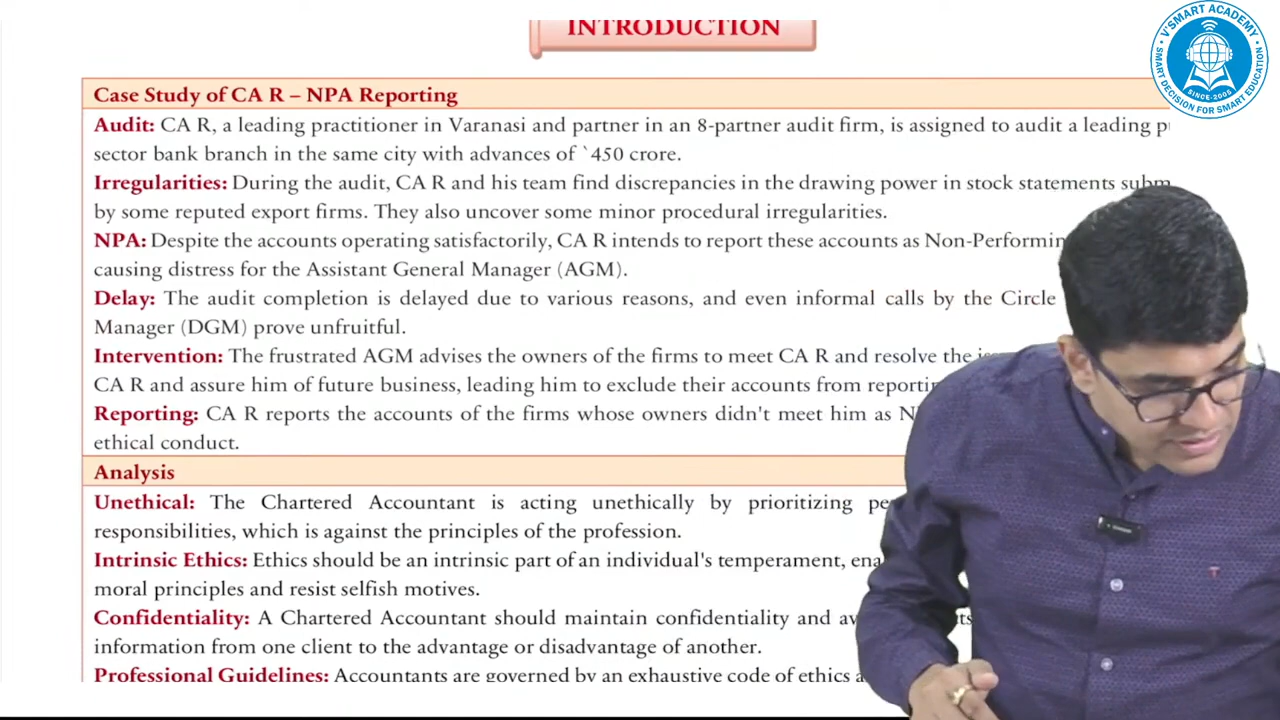 INTRODUCTION
V'SMART ACADEMY
SINCE-2005
SMART DECISION FOR SMART EDUCATION
Case Study of CA R – NPA Reporting
Audit: CA R, a leading practitioner in Varanasi and partner in an 8-partner audit firm, is assigned to audit a leading
sector bank branch in the same city with advances of `450 crore.
Irregularities: During the audit, CA R and his team find discrepancies in the drawing power in stock statements
by some reputed export firms. They also uncover some minor procedural irregularities.
NPA: Despite the accounts operating satisfactorily, CA R intends to report these accounts as
causing distress for the Assistant General Manager (AGM).
Delay: The audit completion is delayed due to various reasons, and even informal calls by the Circle
Manager (DGM) prove unfruitful.
Intervention: The frustrated AGM advises the owners of the firms to meet CA R and resolve the
CA R and assure him of future business, leading him to exclude their accounts from
Reporting: CA R reports the accounts of the firms whose owners didn't meet him as
ethical conduct.
Analysis
Unethical: The Chartered Accountant is acting unethically by prioritizing
responsibilities, which is against the principles of the profession.
Intrinsic Ethics: Ethics should be an intrinsic part of an individual's temperament,
moral principles and resist selfish motives.
Confidentiality: A Chartered Accountant should maintain confidentiality and
information from one client to the advantage or disadvantage of another.
Professional Guidelines: Accountants are governed by an exhaustive code of ethics